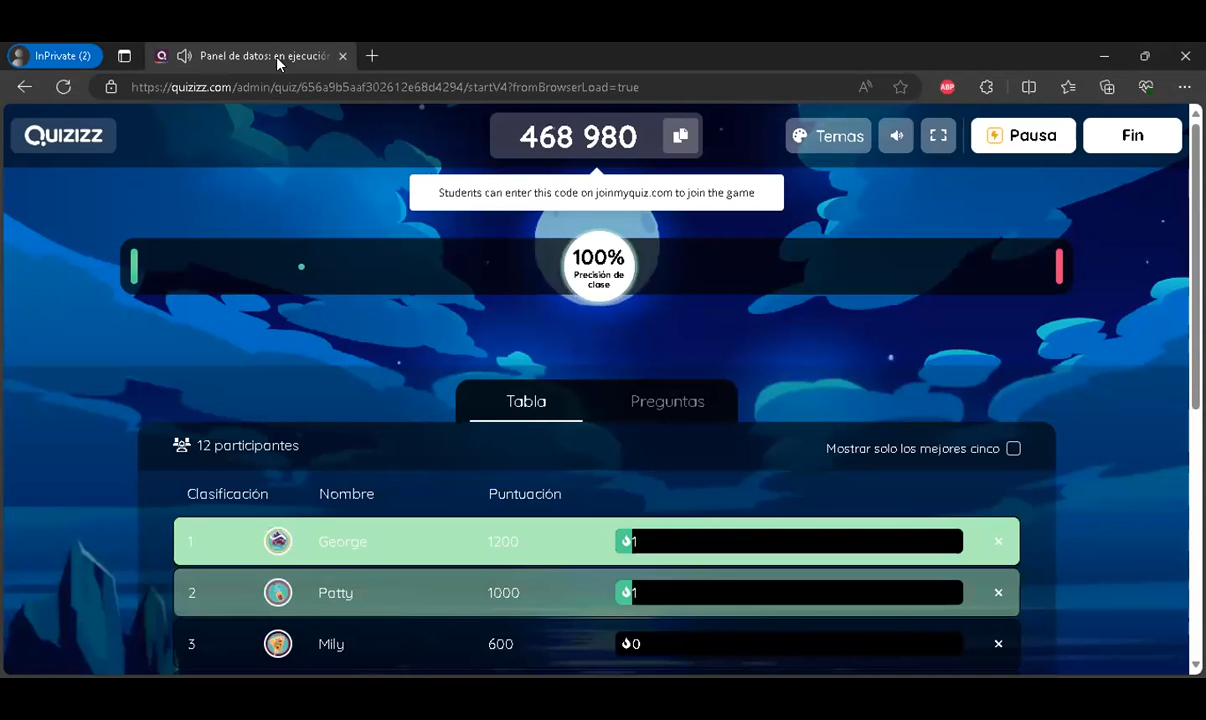 InPrivate (2)
Panel de datos: en ejecución
https://quizizz.com/admin/quiz/656a9b5aaf302612e68d4294/startV4?fromBrowserLoad=true
ABP
Quizizz
468 980
Temas
Pausa
Fin
Students can enter this code on joinmyquiz.com to join the game
100%
Precisión de
clase
Tabla
Preguntas
12 participantes
Mostrar solo los mejores cinco
Clasificación Nombre Puntuación
1 George 1200 1
2 Patty 1000 1
3 Mily 600 0